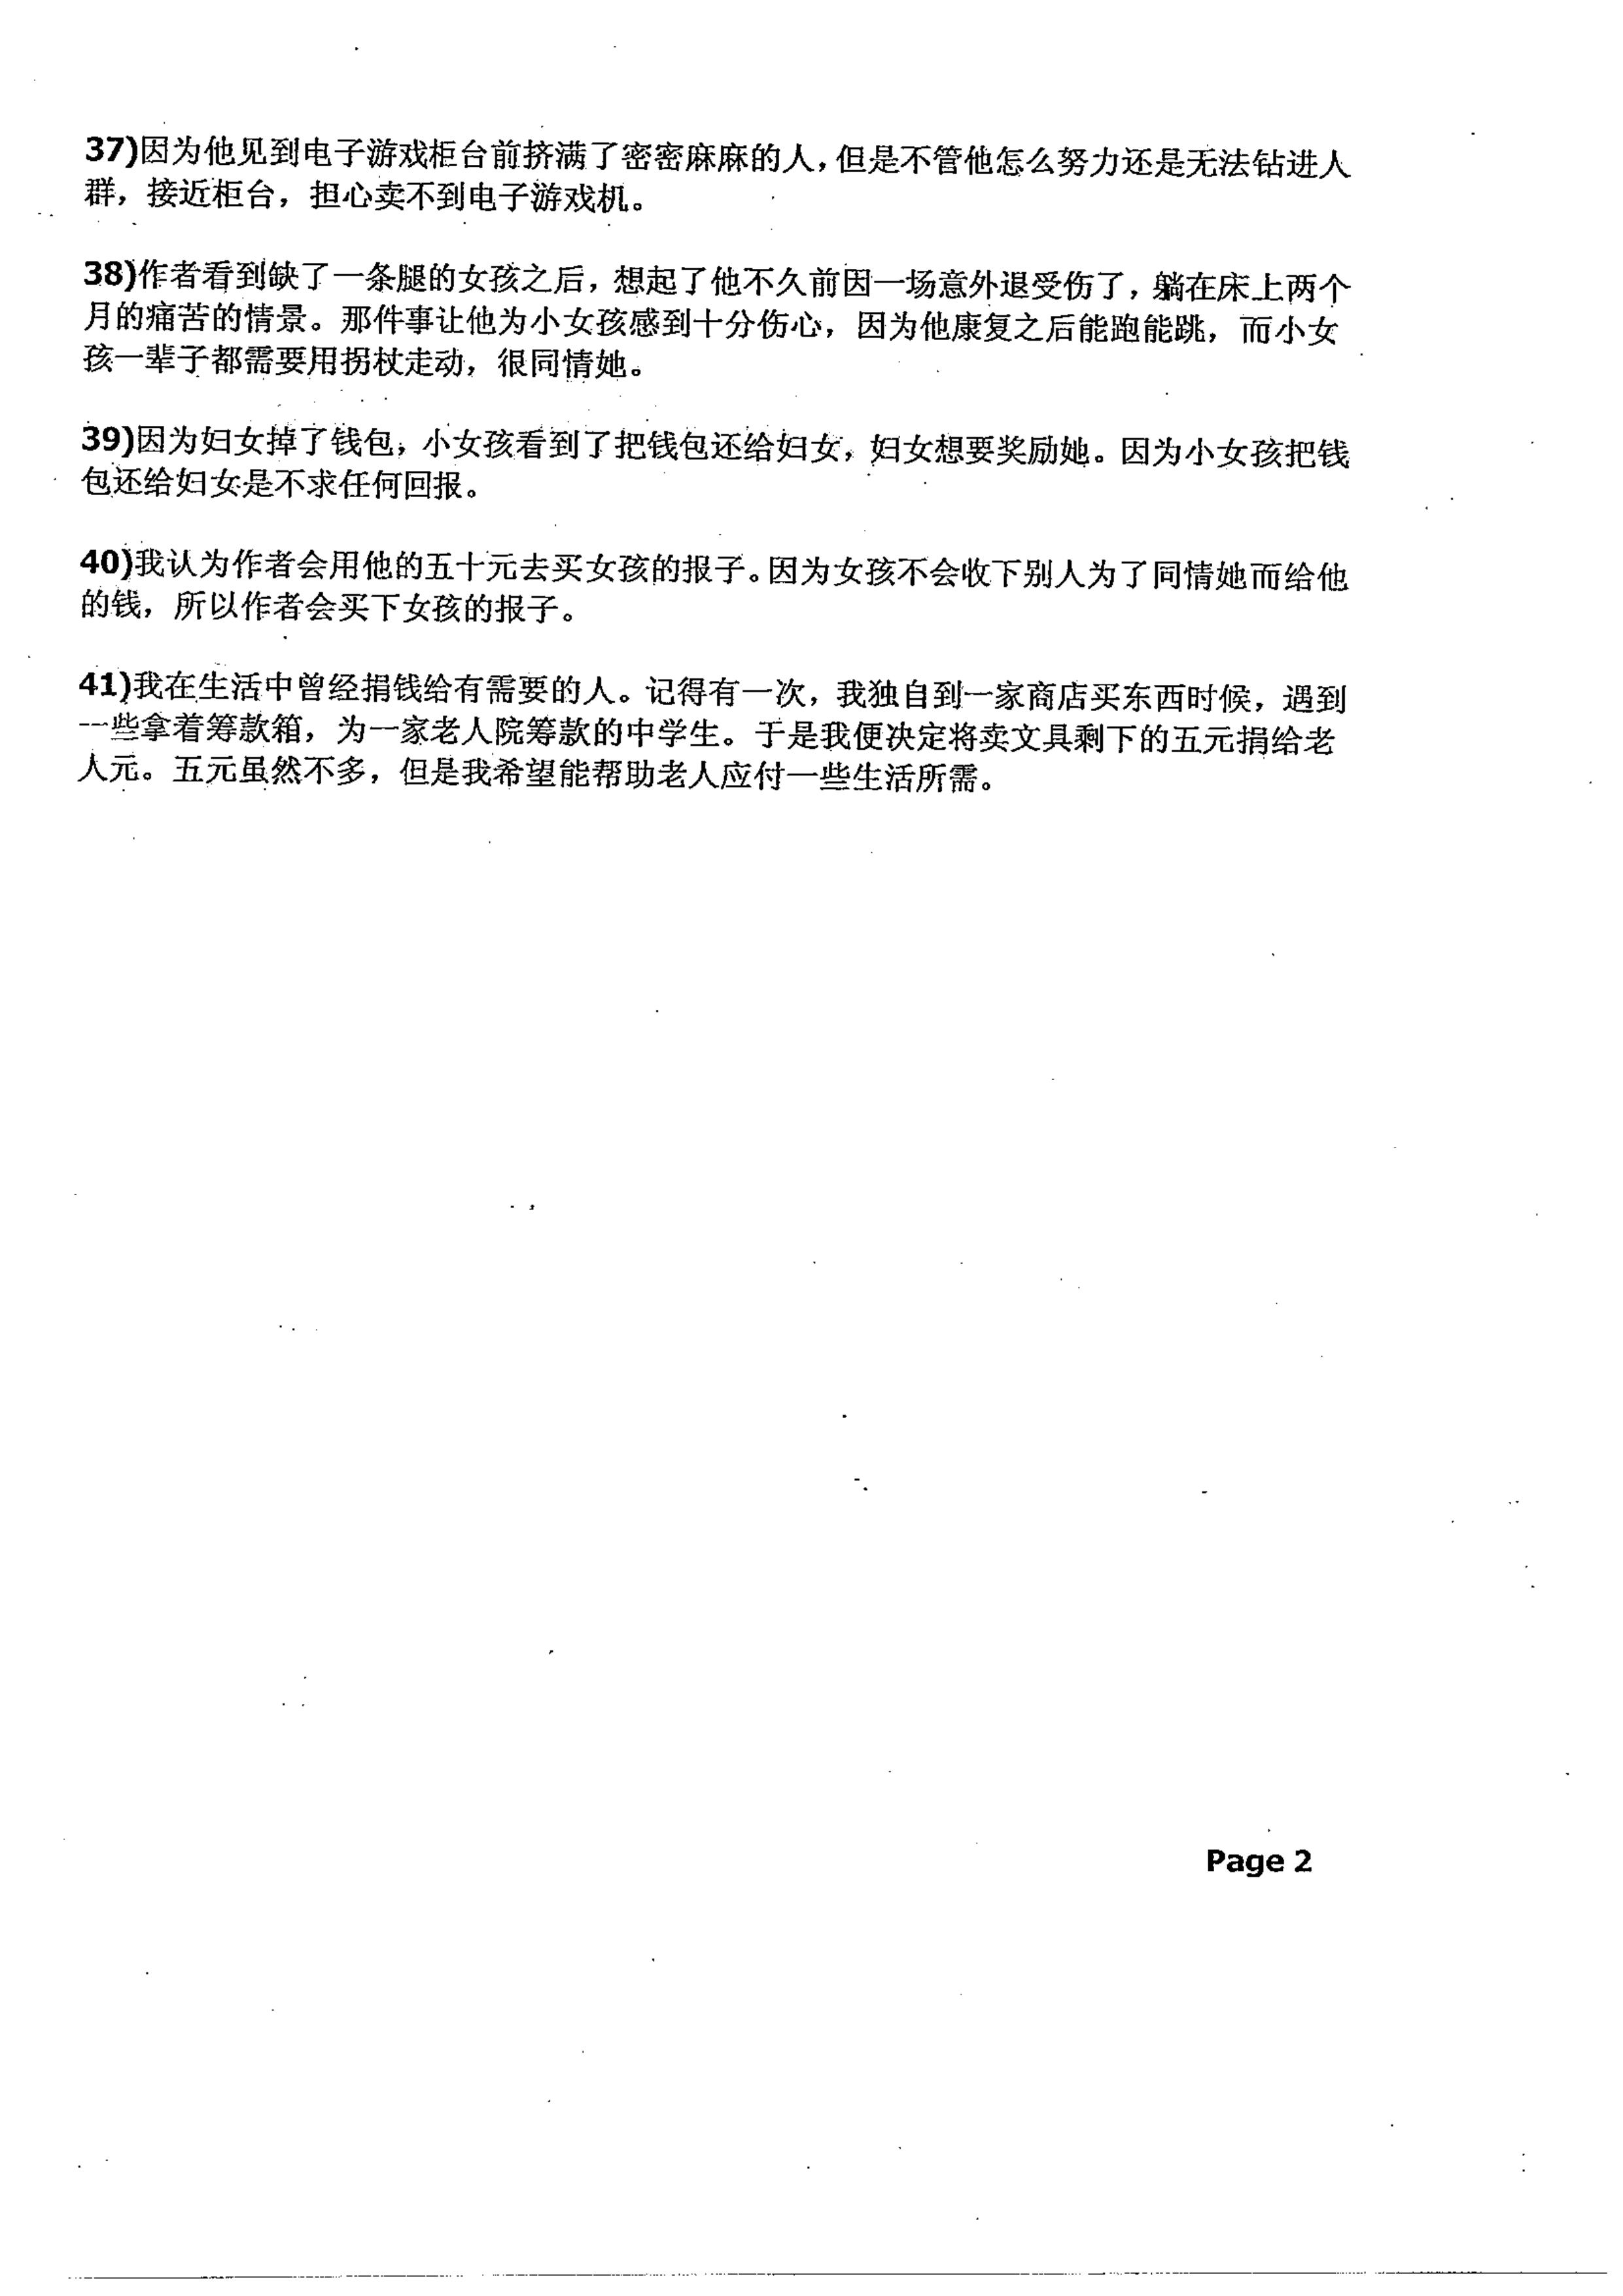 37)因为他见到电子游戏柜台前挤满了密密麻麻的人，但是不管他怎么努力还是无法钻进人
群，接近柜台，担心卖不到电子游戏机。
38)作者看到缺了一条腿的女孩之后，想起了他不久前因一场意外退受伤了，躺在床上两个
月的痛苦的情景。那件事让他为小女孩感到十分伤心，因为他康复之后能跑能跳，而小女
孩一辈子都需要用拐杖走动，很同情她。
39)因为妇女掉了钱包，小女孩看到了把钱包还给妇女，妇女想要奖励她。因为小女孩把钱
包还给妇女是不求任何回报。
40)我认为作者会用他的五十元去买女孩的报子。因为女孩不会收下别人为了同情她而给他
的钱，所以作者会买下女孩的报子。
41)我在生活中曾经捐钱给有需要的人。记得有一次，我独自到一家商店买东西时候，遇到
一些拿着筹款箱，为一家老人院筹款的中学生。于是我便决定将卖文具剩下的五元捐给老
人元。五元虽然不多，但是我希望能帮助老人应付一些生活所需。
Page 2